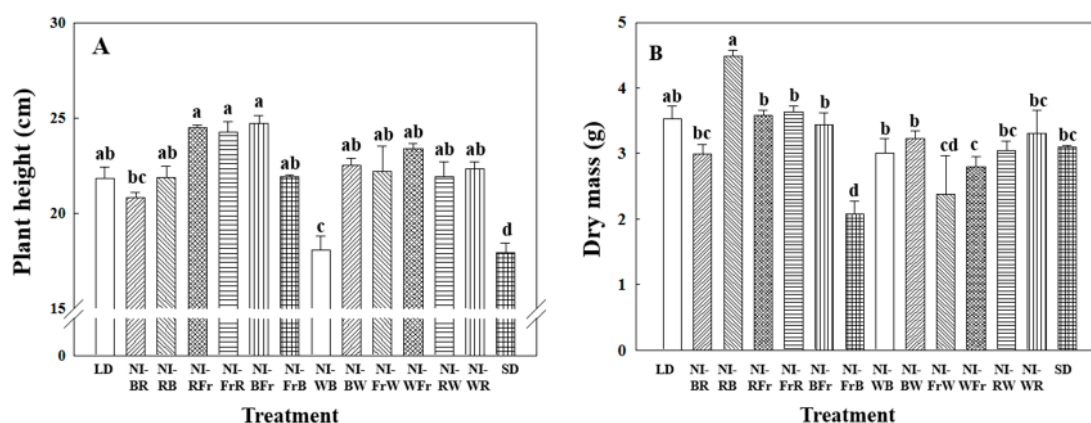 A
Plant height (cm)
30
25
20
15
0
ab bc ab a a a ab c ab ab ab ab ab d
LD NI-BR NI-RB NI-RFr NI-FrR NI-BFr NI-FrB NI-WB NI-BW NI-FrW NI-WFr NI-RW NI-WR SD
Treatment
B
Dry mass (g)
5
4
3
2
1
0
ab bc a b b b d b b cd c bc bc bc
LD NI-BR NI-RB NI-RFr NI-FrR NI-BFr NI-FrB NI-WB NI-BW NI-FrW NI-WFr NI-RW NI-WR SD
Treatment